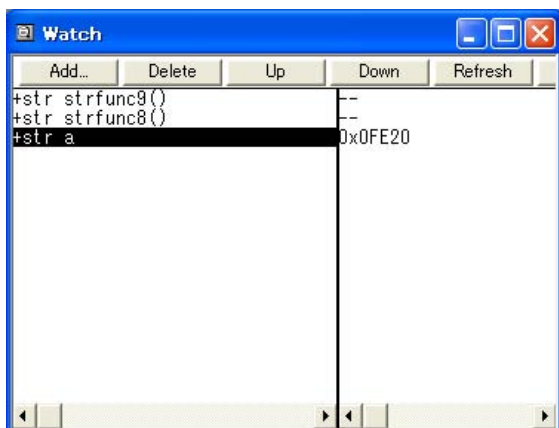 Watch
Add... Delete Up Down Refresh
+str strfunc9() --
+str strfunc8() --
+str a 0x0FE20